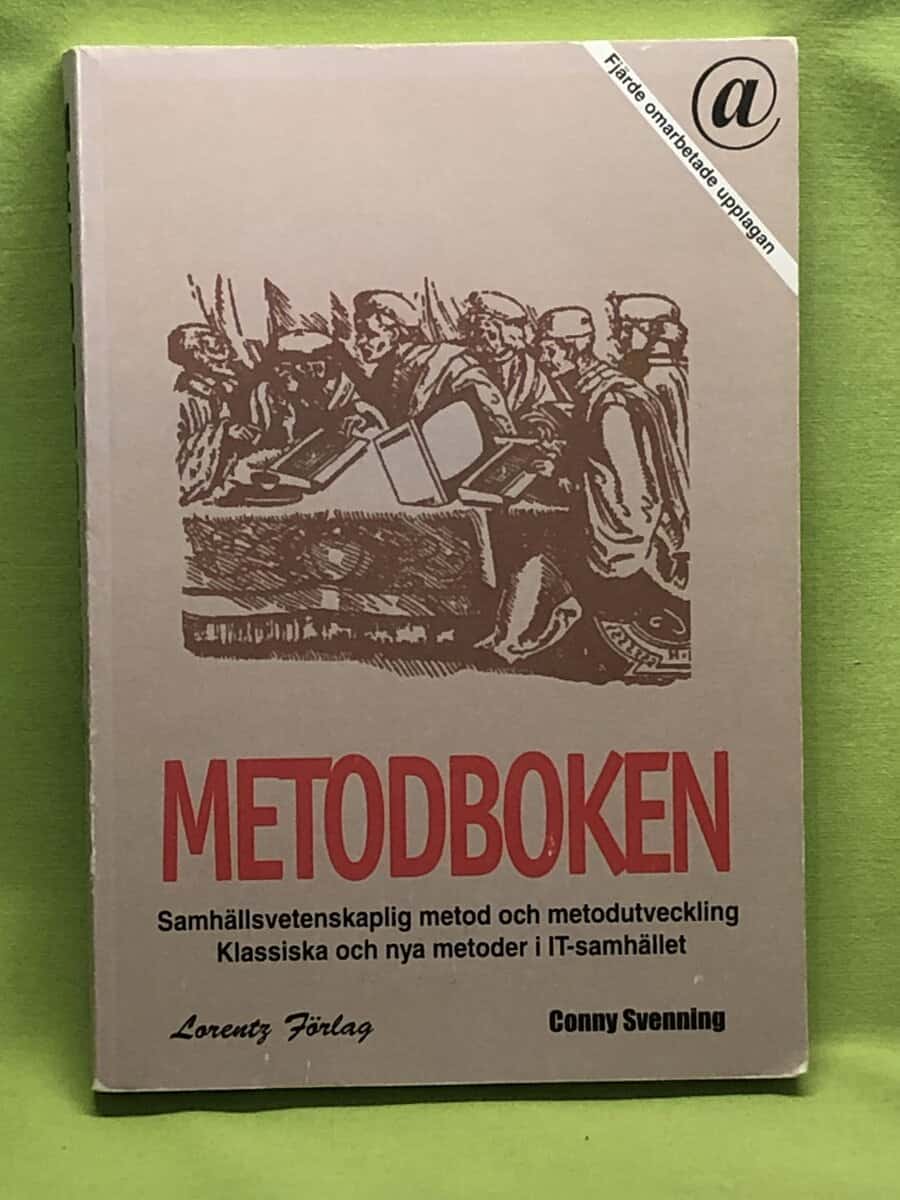 @
Fjärde omarbetade upplagan
METODBOKEN
Samhällsvetenskaplig metod och metodutveckling
Klassiska och nya metoder i IT-samhället
Lorentz Förlag
Conny Svenning